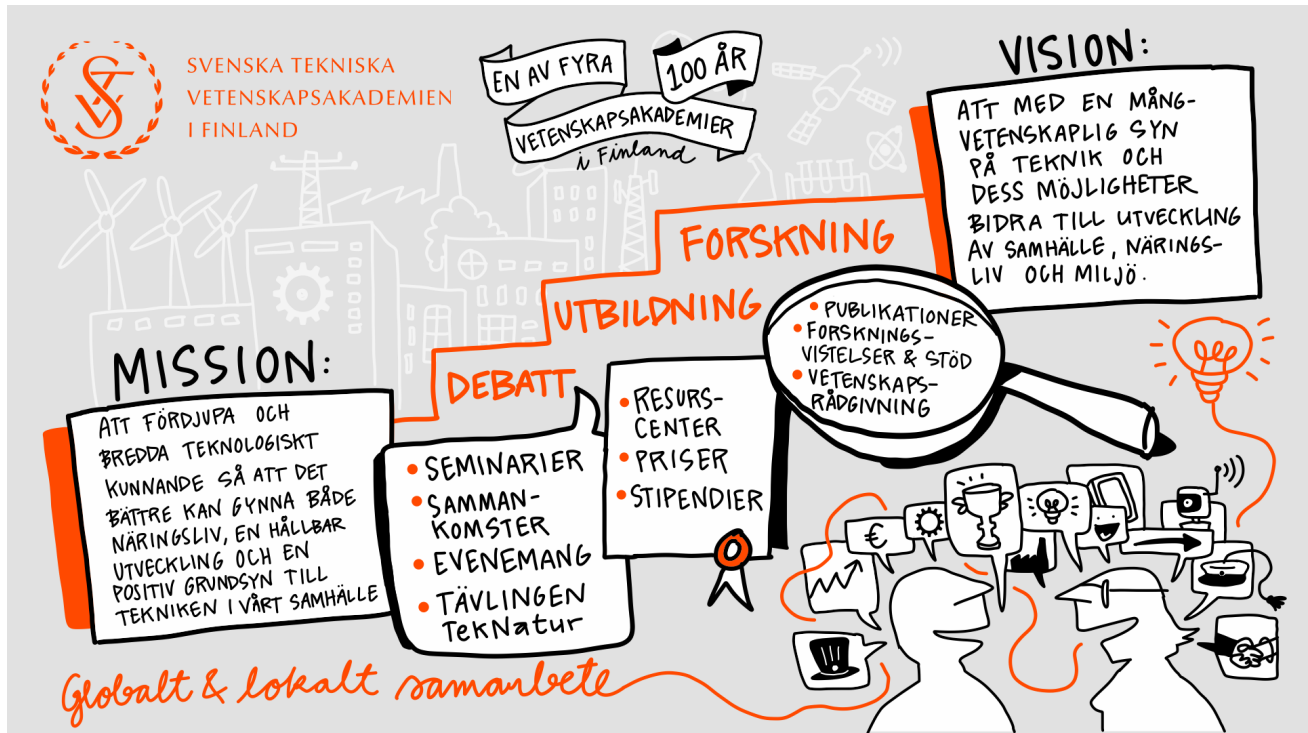 SVENSKA TEKNISKA
VETENSKAPSAKADEMIEN
I FINLAND
EN AV FYRA
100 ÅR
VETENSKAPSAKADEMIER
i Finland
VISION:
ATT MED EN MÅNG-
VETENSKAPLIG SYN
PÅ TEKNIK OCH
DESS MÖJLIGHETER
BIDRA TILL UTVECKLING
AV SAMHÄLLE, NÄRINGS-
LIV OCH MILJÖ.
FORSKNING
• PUBLIKATIONER
• FORSKNINGS-
VISTELSER & STÖD
• VETENSKAPS-
RÅDGIVNING
UTBILDNING
• RESURS-
CENTER
• PRISER
• STIPENDIER
DEBATT
• SEMINARIER
• SAMMAN-
KOMSTER
• EVENEMANG
• TÄVLINGEN
TekNatur
MISSION:
ATT FÖRDJUPA OCH
BREDDA TEKNOLOGISKT
KUNNANDE SÅ ATT DET
BÄTTRE KAN GYNNA BÅDE
NÄRINGSLIV, EN HÅLLBAR
UTVECKLING OCH EN
POSITIV GRUNDSYN TILL
TEKNIKEN I VÅRT SAMHÄLLE
Globalt & lokalt samarbete
€